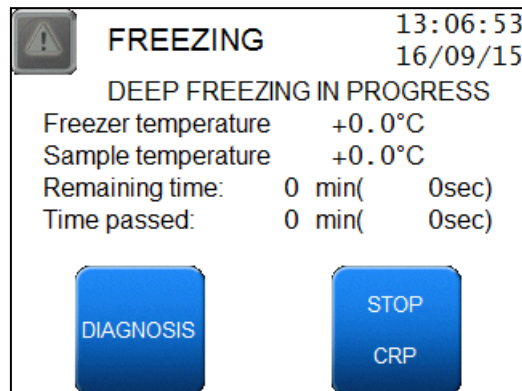 FREEZING
13:06:53
16/09/15
DEEP FREEZING IN PROGRESS
Freezer temperature +0.0°C
Sample temperature +0.0°C
Remaining time: 0 min( 0sec)
Time passed: 0 min( 0sec)
DIAGNOSIS
STOP
CRP